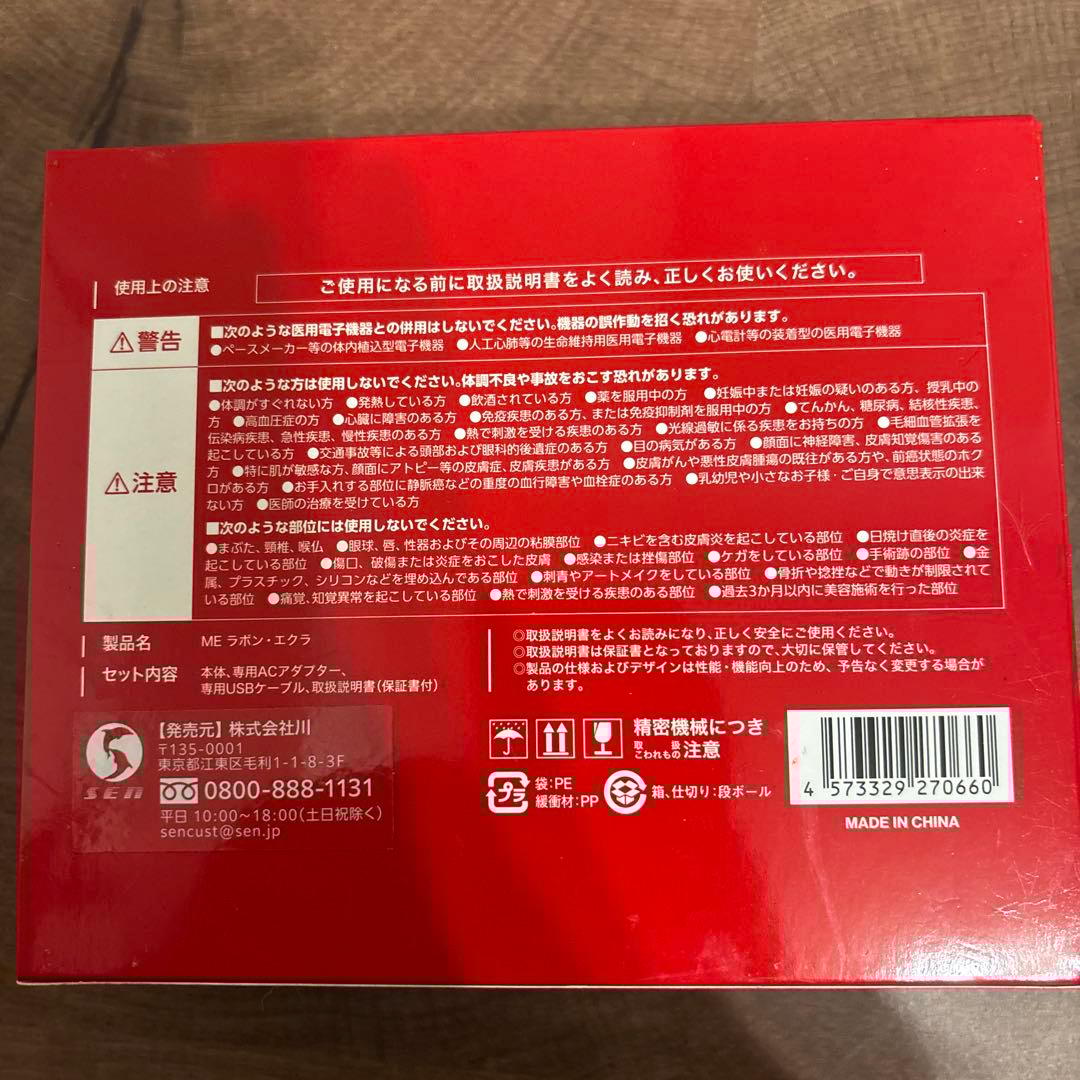 使用上の注意
ご使用になる前に取扱説明書をよく読み、正しくお使いください。
⚠警告
■次のような医用電子機器との併用はしないでください。機器の誤作動を招く恐れがあります。
●ペースメーカー等の体内植込型電子機器 ●人工心肺等の生命維持用医用電子機器 ●心電計等の装着型の医用電子機器
⚠注意
■次のような方は使用しないでください。体調不良や事故をおこす恐れがあります。
●体調がすぐれない方 ●発熱している方 ●飲酒されている方 ●薬を服用中の方 ●妊娠中または妊娠の疑いのある方、授乳中の
方 ●高血圧症の方 ●心臓に障害のある方 ●免疫疾患のある方、または免疫抑制剤を服用中の方 ●てんかん、糖尿病、結核性疾患、
伝染病疾患、急性疾患、慢性疾患のある方 ●熱で刺激を受ける疾患のある方 ●光線過敏に係る疾患をお持ちの方 ●毛細血管拡張を
起こしている方 ●交通事故等による頭部および眼科的後遺症のある方 ●目の病気がある方 ●顔面に神経障害、皮膚知覚傷害のある
方 ●特に肌が敏感な方、顔面にアトピー等の皮膚症、皮膚疾患がある方 ●皮膚がんや悪性皮膚腫瘍の既往がある方や、前癌状態のホク
ロがある方 ●お手入れする部位に静脈癌などの重度の血行障害や血栓症のある方 ●乳幼児や小さなお子様・ご自身で意思表示の出来
ない方 ●医師の治療を受けている方
■次のような部位には使用しないでください。
●まぶた、頸椎、喉仏 ●眼球、唇、性器およびその周辺の粘膜部位 ●ニキビを含む皮膚炎を起こしている部位 ●日焼け直後の炎症を
起こしている部位 ●傷口、破傷または炎症をおこした皮膚 ●感染または挫傷部位 ●ケガをしている部位 ●手術跡の部位 ●金
属、プラスチック、シリコンなどを埋め込んである部位 ●刺青やアートメイクをしている部位 ●骨折や捻挫などで動きが制限されて
いる部位 ●痛覚、知覚異常を起こしている部位 ●熱で刺激を受ける疾患のある部位 ●過去3か月以内に美容施術を行った部位
製品名 ME ラボン・エクラ
セット内容 本体、専用ACアダプター、
専用USBケーブル、取扱説明書(保証書付)
◎取扱説明書をよくお読みになり、正しく安全にご使用ください。
◎取扱説明書は保証書となっておりますので、大切に保管してください。
◎製品の仕様およびデザインは性能・機能向上のため、予告なく変更する場合が
あります。
SEN
【発売元】株式会社川
〒135-0001
東京都江東区毛利1-1-8-3F
0800-888-1131
平日 10:00~18:00(土日祝除く)
sencust@sen.jp
精密機械につき
取扱注意
こわれもの
プラ
袋:PE
緩衝材:PP
箱、仕切り:段ボール
4 573329 270660
MADE IN CHINA